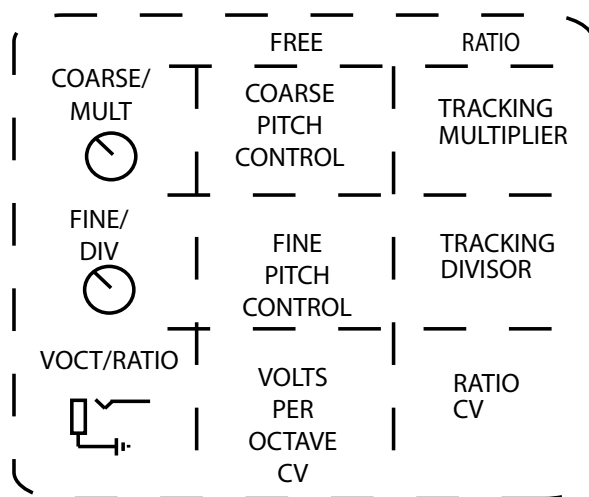 FREE
RATIO
COARSE/
MULT
COARSE
PITCH
CONTROL
TRACKING
MULTIPLIER
FINE/
DIV
FINE
PITCH
CONTROL
TRACKING
DIVISOR
VOCT/RATIO
VOLTS
PER
OCTAVE
CV
RATIO
CV